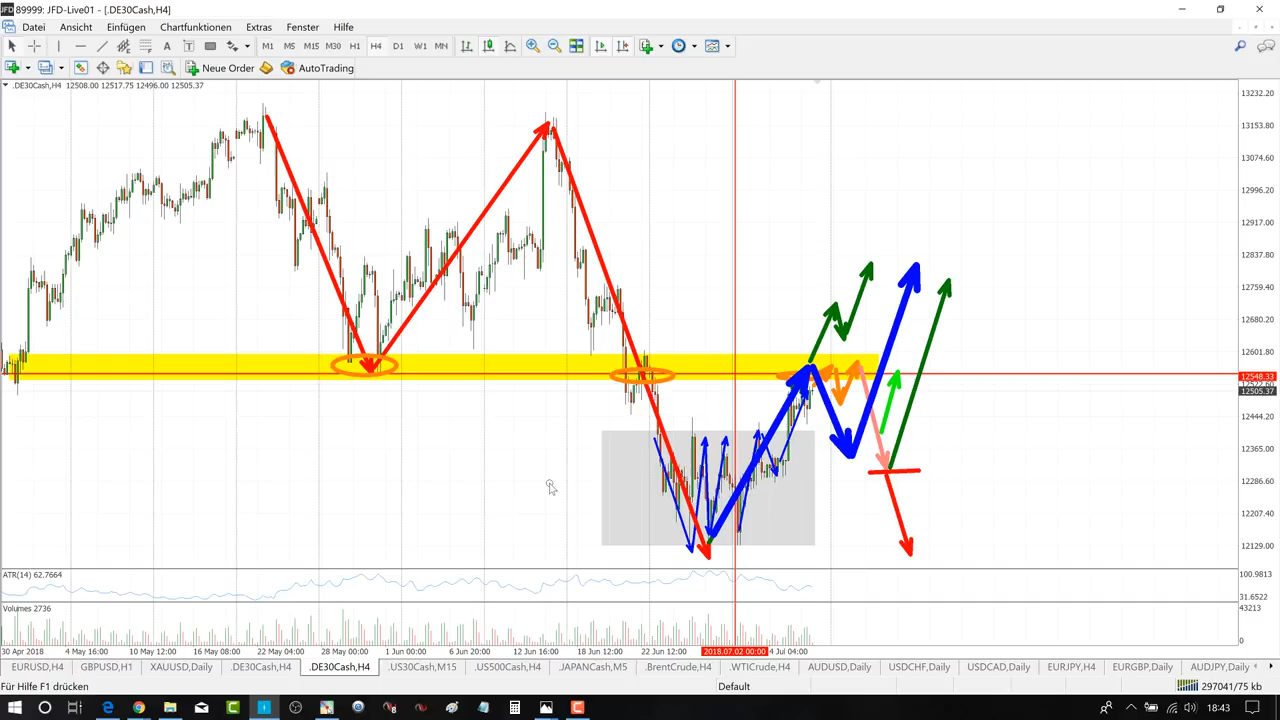 JFD 89999: JFD-Live01 - [.DE30Cash,H4]
Datei Ansicht Einfügen Chartfunktionen Extras Fenster Hilfe
A T M1 M5 M15 M30 H1 H4 D1 W1 MN
New Order AutoTrading
.DE30Cash,H4 12508.00 12517.75 12496.00 12505.37
13232.20
13153.80
13074.60
12996.20
12917.00
12837.80
12759.40
12680.20
12601.80
12548.33
12522.60
12505.37
12444.20
12365.00
12286.60
12207.40
12129.00
ATR(14) 62.7664
100.9813
31.6522
Volumes 2736
43213
0
30 Apr 2018 4 May 16:00 10 May 12:00 16 May 08:00 22 May 04:00 28 May 00:00 1 Jun 00:00 6 Jun 20:00 12 Jun 16:00 18 Jun 12:00 22 Jun 12:00 2018.07.02 00:00 4 Jul 04:00
EURUSD,H4 GBPUSD,H1 XAUUSD,Daily .DE30Cash,H4 .DE30Cash,H4 .US30Cash,M15 .US500Cash,H4 .JAPANCash,M5 .BrentCrude,H4 .WTICrude,H4 AUDUSD,Daily USDCHF,Daily USDCAD,Daily EURJPY,H4 EURGBP,Daily AUDJPY,Daily
Für Hilfe F1 drücken Default 297041/75 kb
18:43